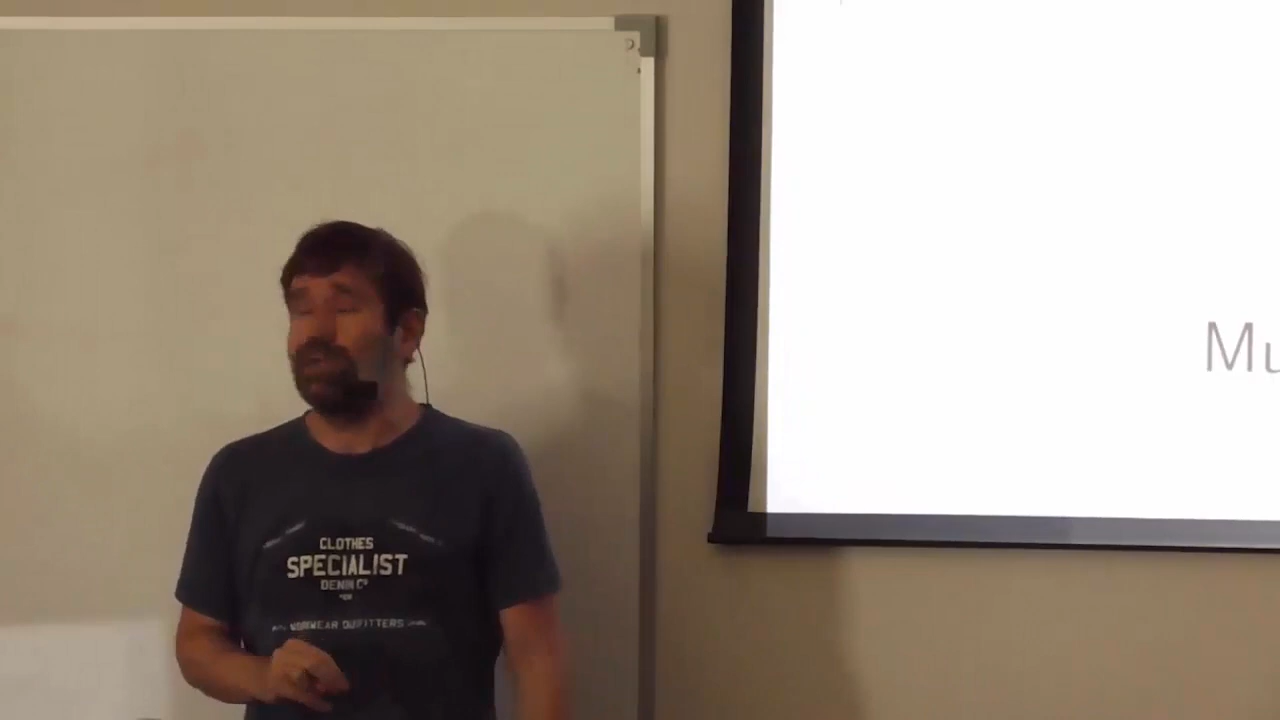 CLOTHES
SPECIALIST
DENIM Cº
WORKWEAR OUTFITTERS
Mu